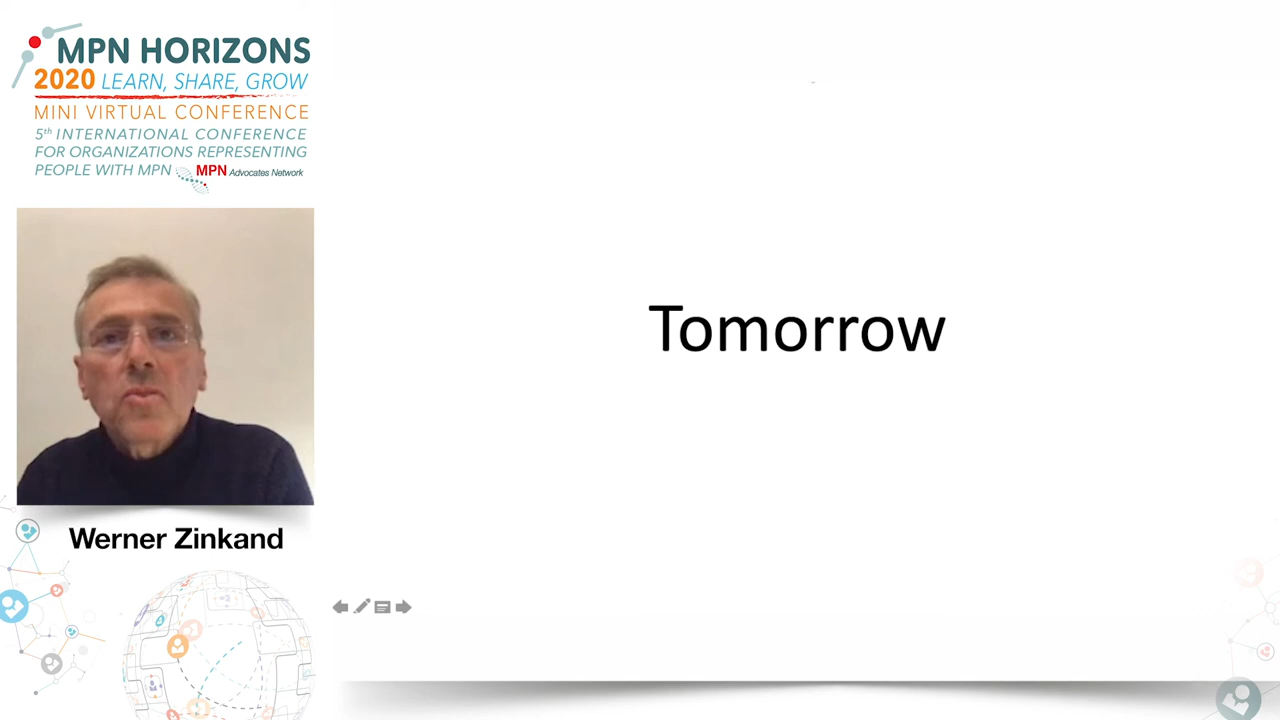 MPN HORIZONS
2020 LEARN, SHARE, GROW
MINI VIRTUAL CONFERENCE
5th INTERNATIONAL CONFERENCE
FOR ORGANIZATIONS REPRESENTING
PEOPLE WITH MPN MPN Advocates Network
Tomorrow
Werner Zinkand